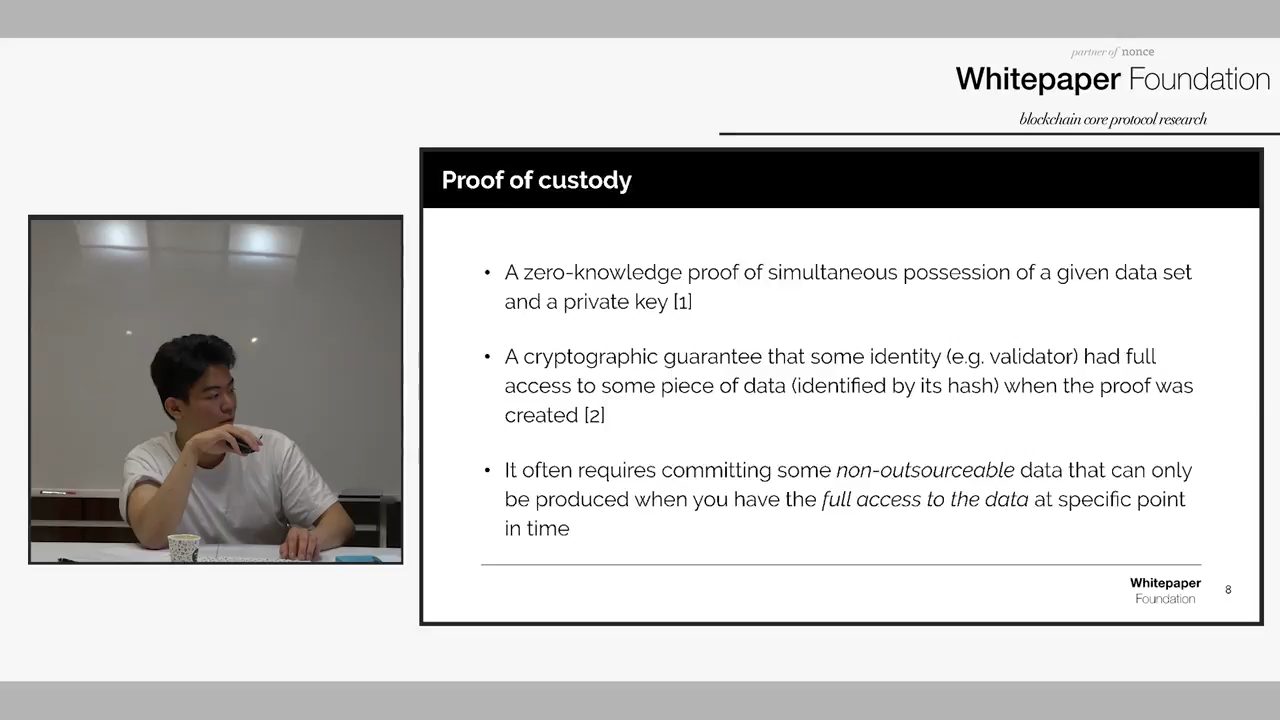 partner of nonce
Whitepaper Foundation
blockchain core protocol research
Proof of custody
• A zero-knowledge proof of simultaneous possession of a given data set
and a private key [1]
• A cryptographic guarantee that some identity (e.g. validator) had full
access to some piece of data (identified by its hash) when the proof was
created [2]
• It often requires committing some non-outsourceable data that can only
be produced when you have the full access to the data at specific point
in time
Whitepaper
Foundation
8